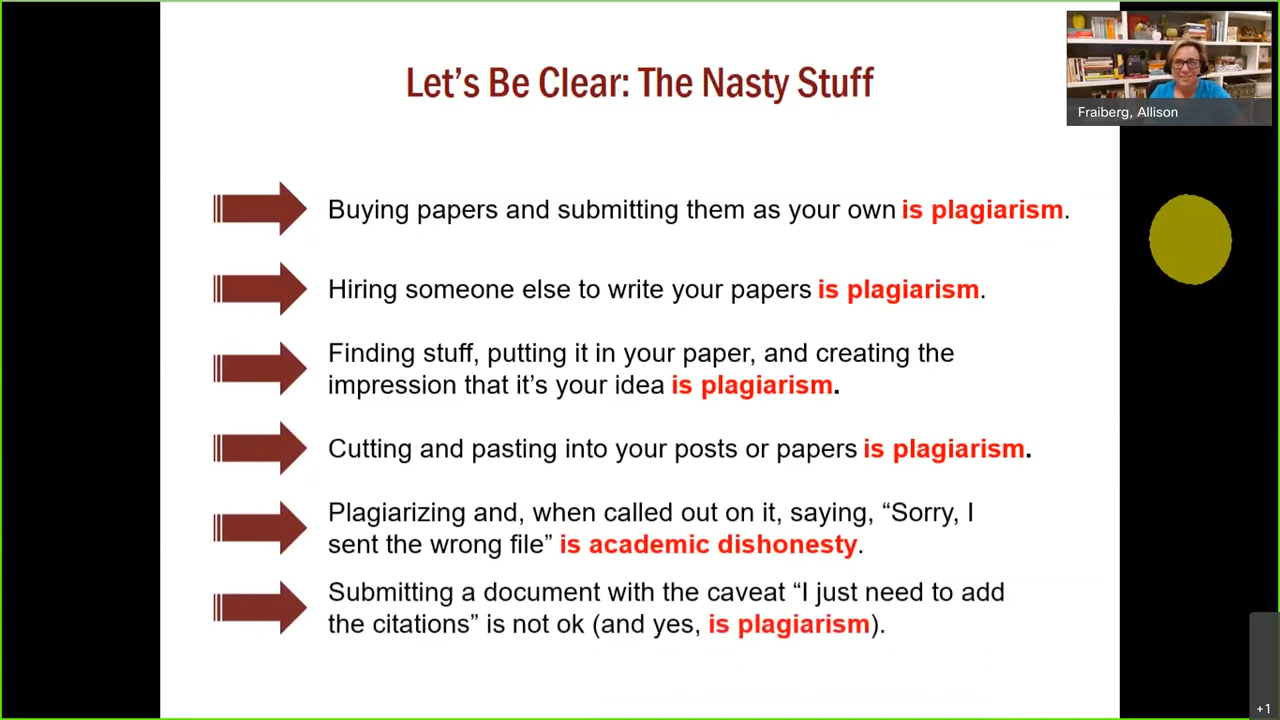 Let's Be Clear: The Nasty Stuff
Fraiberg, Allison
Buying papers and submitting them as your own is plagiarism.
Hiring someone else to write your papers is plagiarism.
Finding stuff, putting it in your paper, and creating the
impression that it's your idea is plagiarism.
Cutting and pasting into your posts or papers is plagiarism.
Plagiarizing and, when called out on it, saying, “Sorry, I
sent the wrong file” is academic dishonesty.
Submitting a document with the caveat “I just need to add
the citations” is not ok (and yes, is plagiarism).
+1